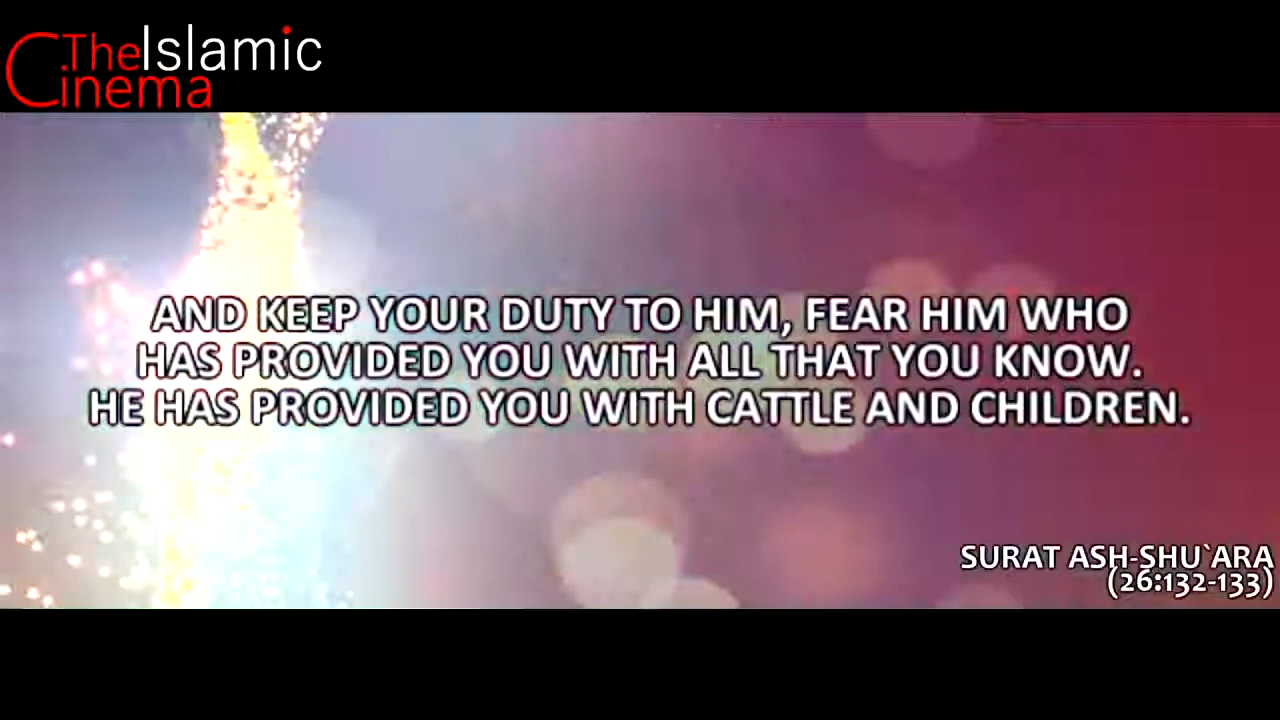 TheIslamic
Cinema
AND KEEP YOUR DUTY TO HIM, FEAR HIM WHO
HAS PROVIDED YOU WITH ALL THAT YOU KNOW.
HE HAS PROVIDED YOU WITH CATTLE AND CHILDREN.
SURAT ASH-SHU`ARA
(26:132-133)